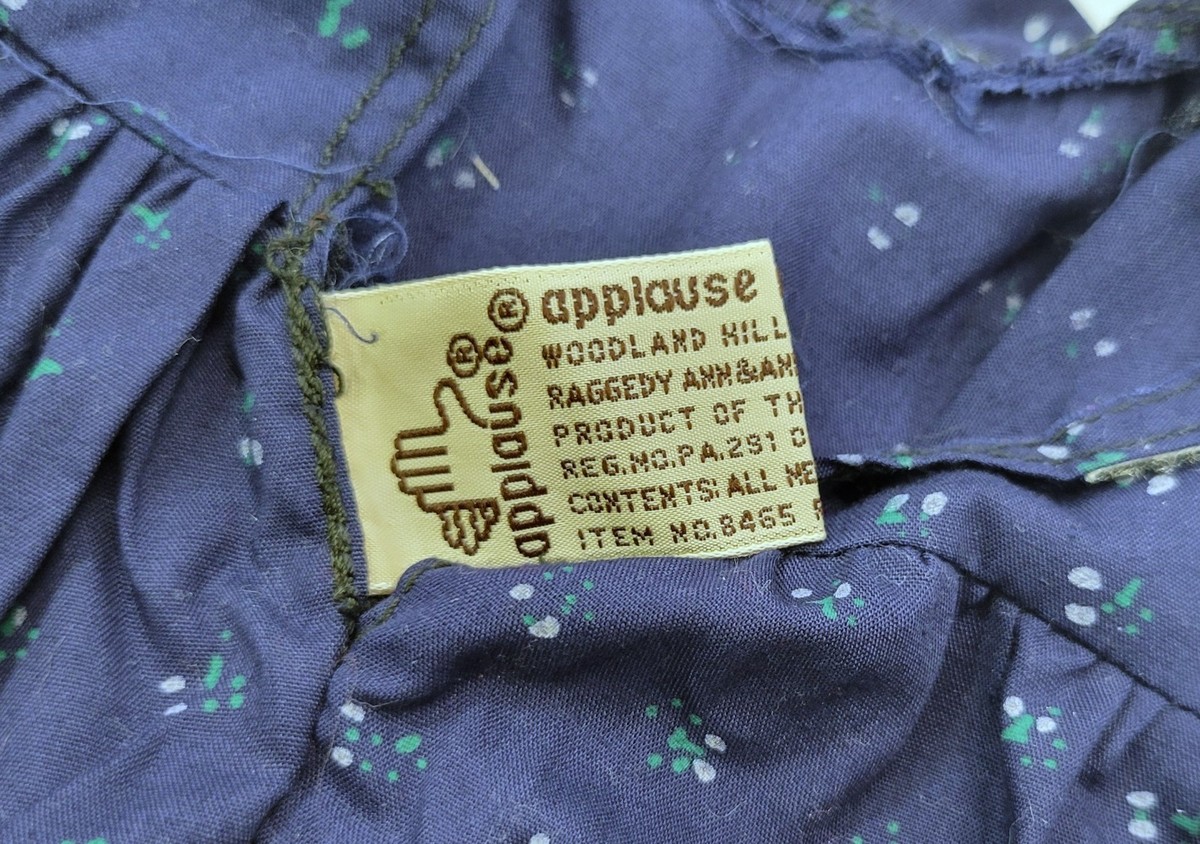 applause® ®
applause
WOODLAND HILL
RAGGEDY ANN & AN
PRODUCT OF TH
REG. NO. PA. 291 0
CONTENTS: ALL NE
ITEM NO. 8465